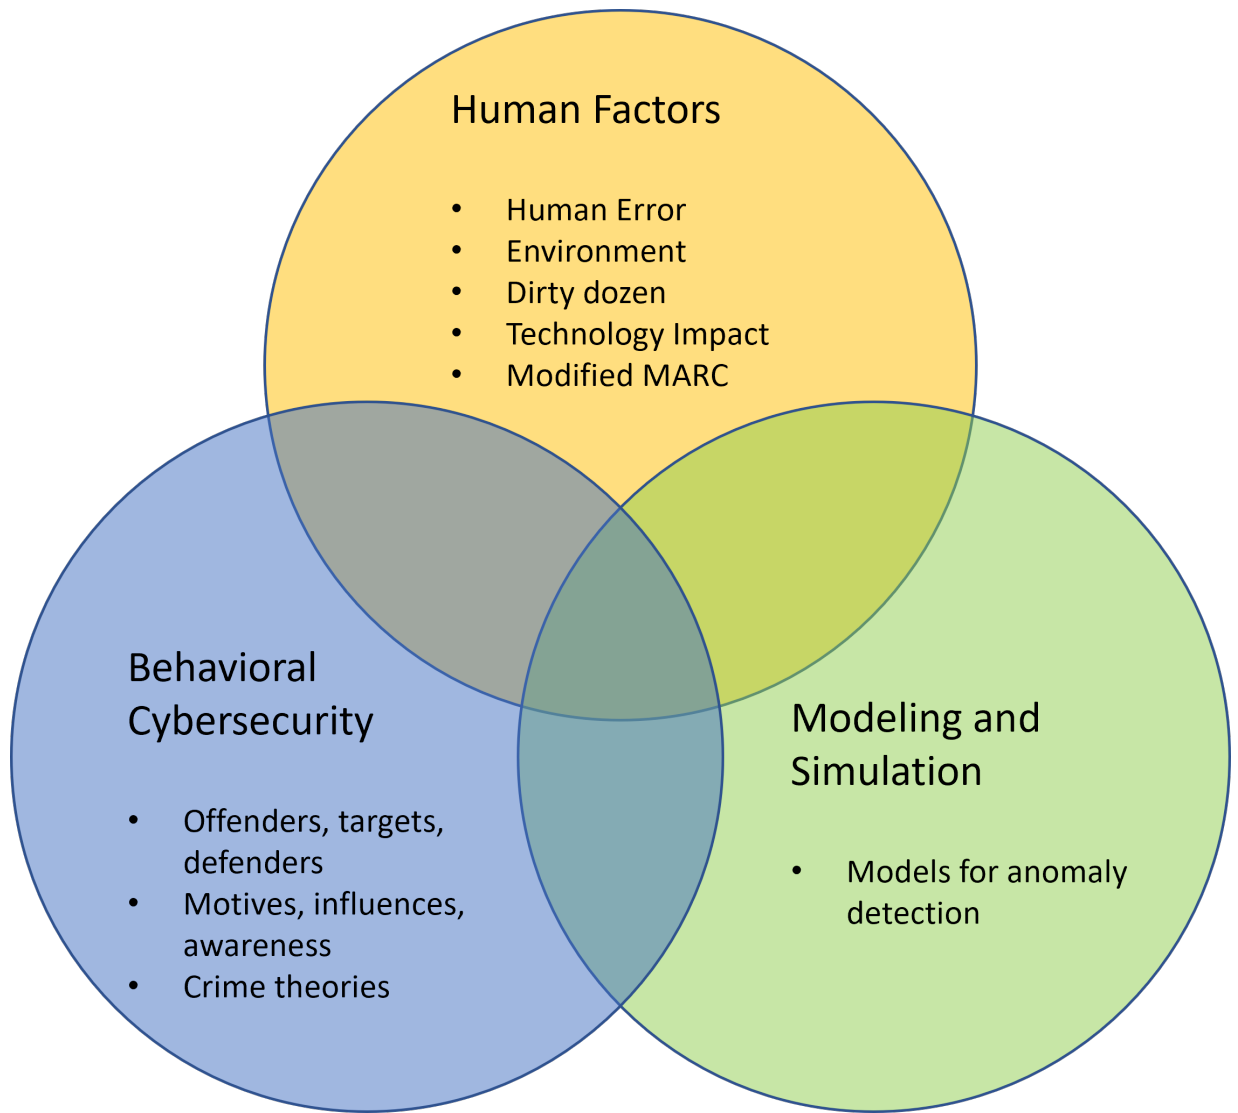 Human Factors
• Human Error
• Environment
• Dirty dozen
• Technology Impact
• Modified MARC
Behavioral
Cybersecurity
• Offenders, targets,
defenders
• Motives, influences,
awareness
• Crime theories
Modeling and
Simulation
• Models for anomaly
detection